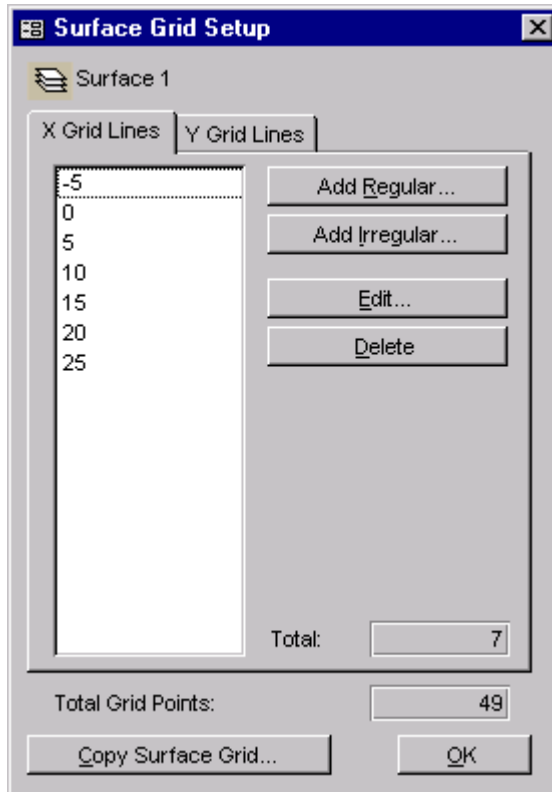 Surface Grid Setup
Surface 1
X Grid Lines
Y Grid Lines
-5
0
5
10
15
20
25
Add Regular...
Add Irregular...
Edit...
Delete
Total:
7
Total Grid Points:
49
Copy Surface Grid...
OK